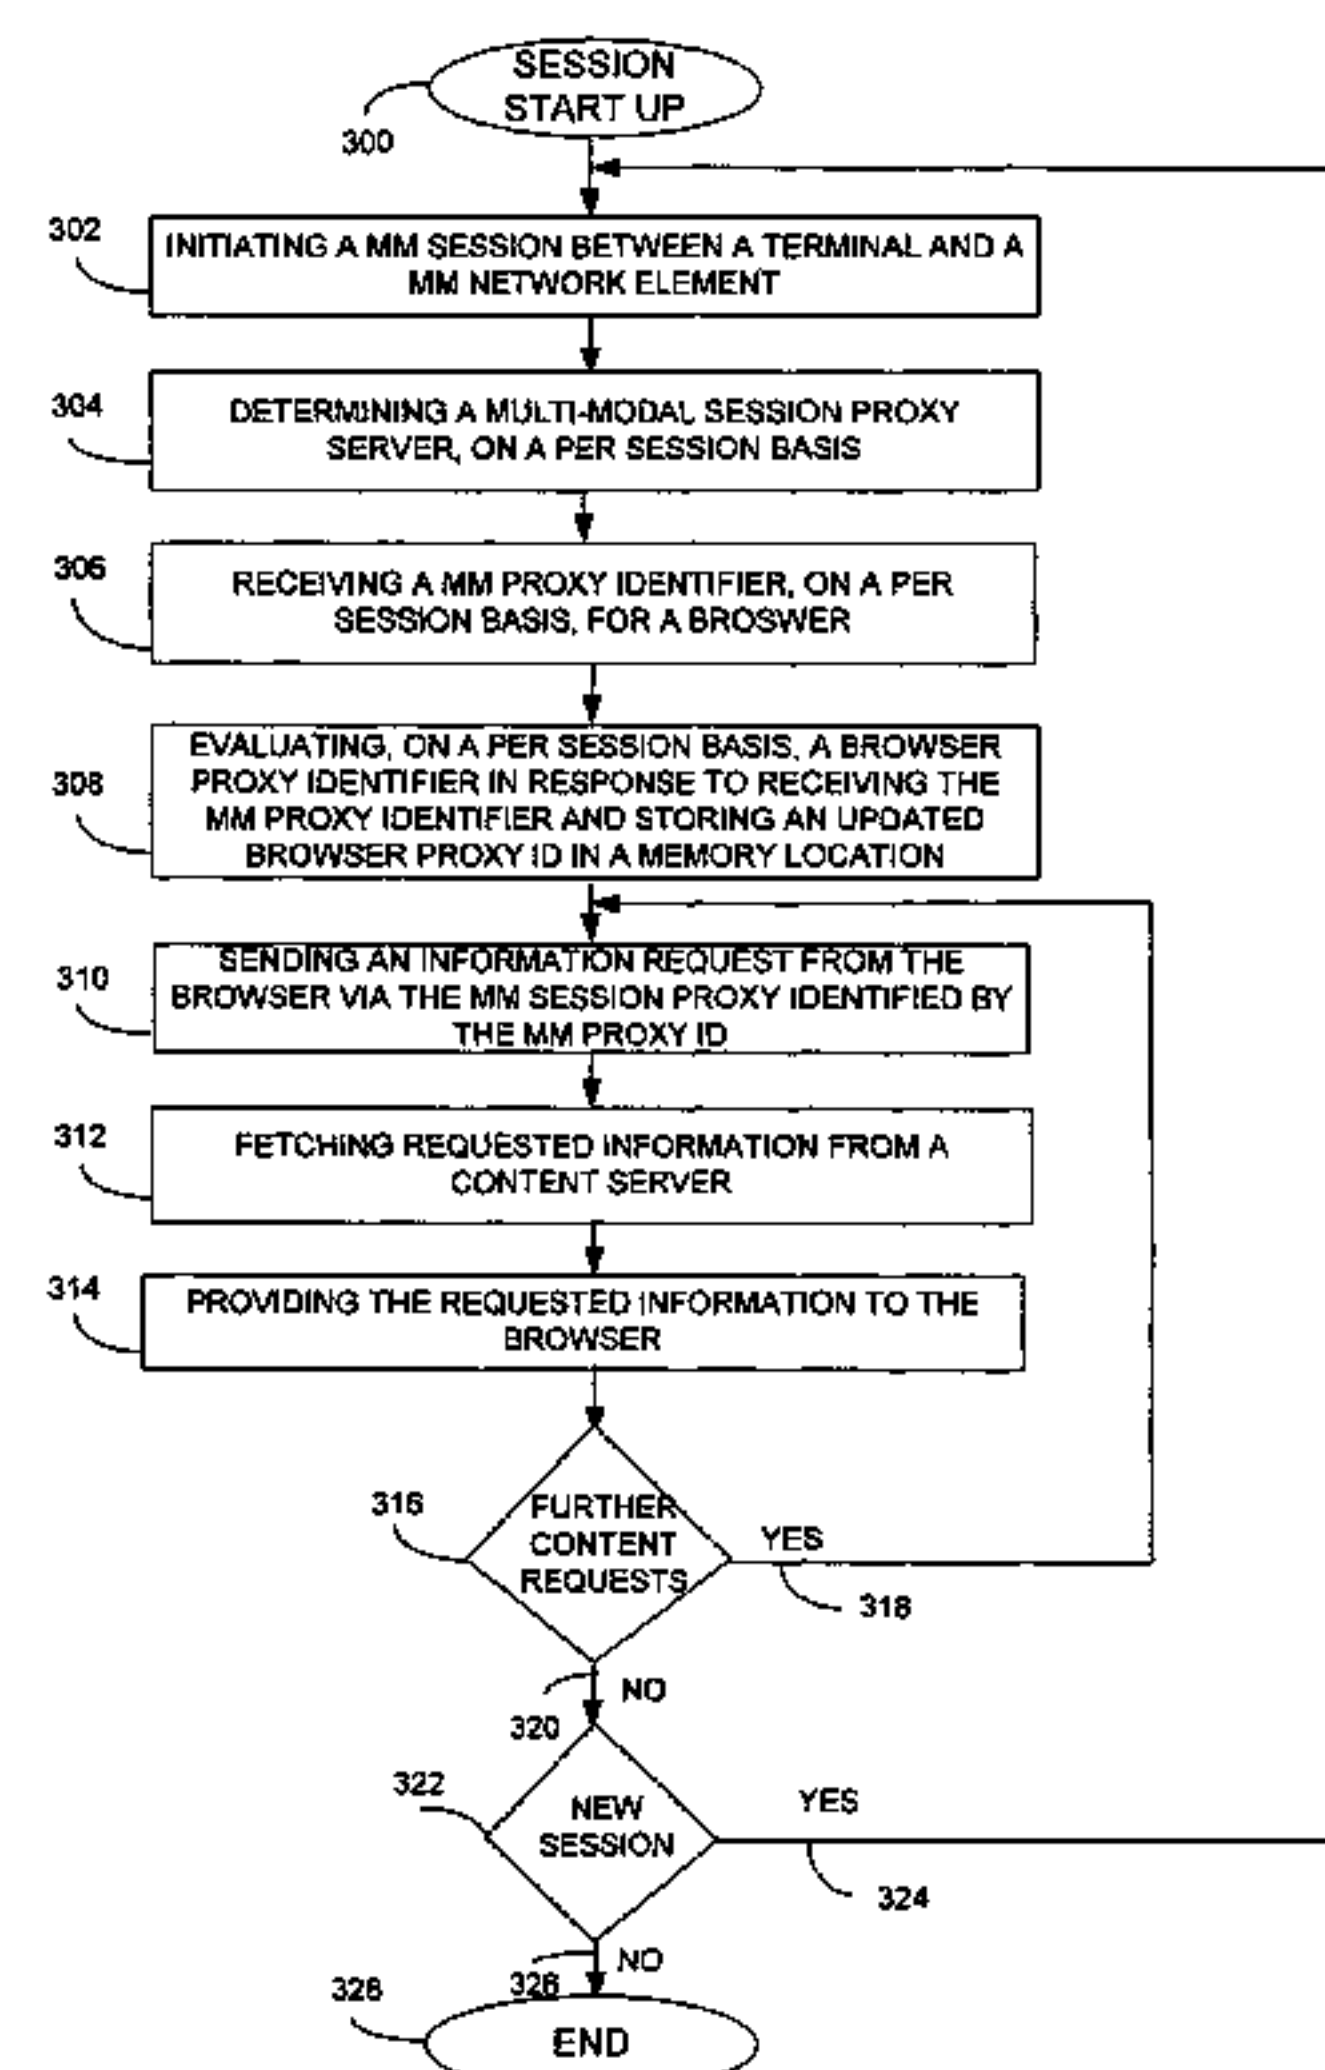 SESSION
START UP
300
302
INITIATING A MM SESSION BETWEEN A TERMINAL AND A
MM NETWORK ELEMENT
304
DETERMINING A MULTI-MODAL SESSION PROXY
SERVER, ON A PER SESSION BASIS
306
RECEIVING A MM PROXY IDENTIFIER, ON A PER
SESSION BASIS, FOR A BROSWER
308
EVALUATING, ON A PER SESSION BASIS, A BROWSER
PROXY IDENTIFIER IN RESPONSE TO RECEIVING THE
MM PROXY IDENTIFIER AND STORING AN UPDATED
BROWSER PROXY ID IN A MEMORY LOCATION
310
SENDING AN INFORMATION REQUEST FROM THE
BROWSER VIA THE MM SESSION PROXY IDENTIFIED BY
THE MM PROXY ID
312
FETCHING REQUESTED INFORMATION FROM A
CONTENT SERVER
314
PROVIDING THE REQUESTED INFORMATION TO THE
BROWSER
316
FURTHER
CONTENT
REQUESTS
YES
318
NO
320
322
NEW
SESSION
YES
324
NO
326
328
END